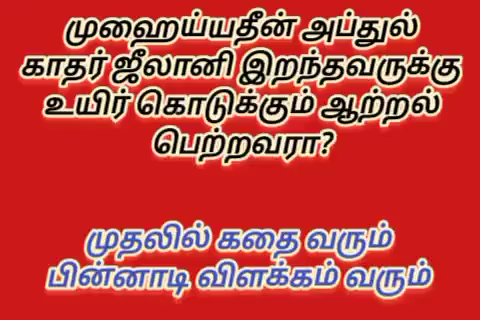 முஹைய்யதீன் அப்துல்
காதர் ஜீலானி இறந்தவருக்கு
உயிர் கொடுக்கும் ஆற்றல்
பெற்றவரா?
முதலில் கதை வரும்
பின்னாடி விளக்கம் வரும்